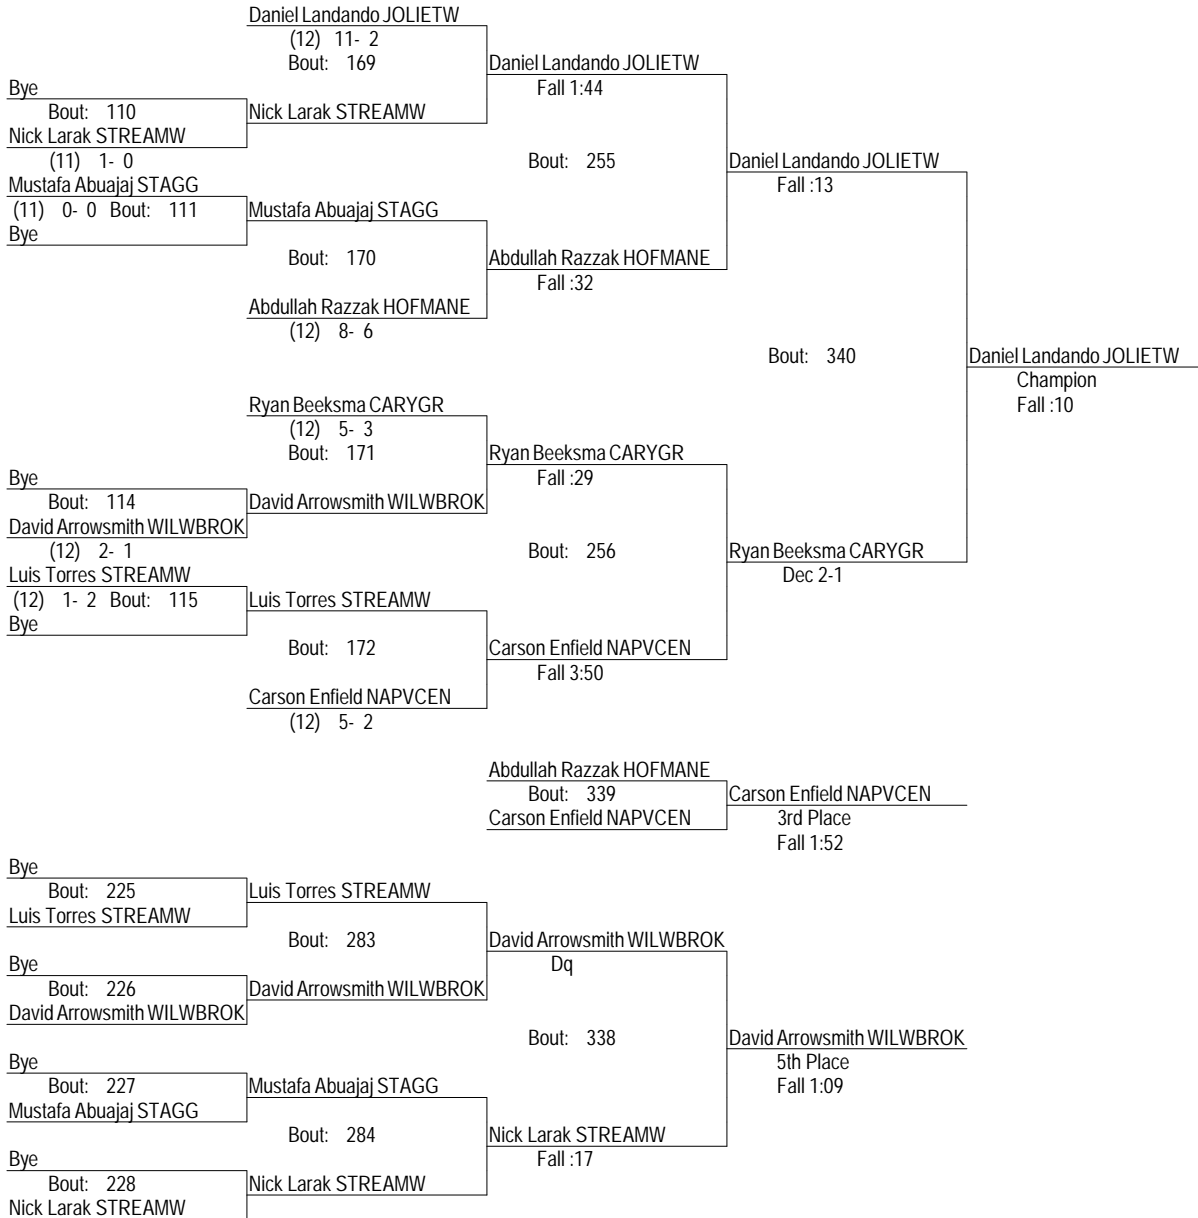 Daniel Landando JOLIETW
(12) 11- 2
Bout: 169 Daniel Landando JOLIETW
Bye Fall 1:44
Bout: 110 Nick Larak STREAMW
Nick Larak STREAMW
(11) 1- 0 Bout: 255 Daniel Landando JOLIETW
Mustafa Abuajaj STAGG Fall :13
(11) 0- 0 Bout: 111 Mustafa Abuajaj STAGG
Bye
Bout: 170 Abdullah Razzak HOFMANE
Fall :32
Abdullah Razzak HOFMANE
(12) 8- 6
Bout: 340 Daniel Landando JOLIETW
Champion
Ryan Beeksma CARYGR Fall :10
(12) 5- 3
Bout: 171 Ryan Beeksma CARYGR
Bye Fall :29
Bout: 114 David Arrowsmith WILWBROK
David Arrowsmith WILWBROK
(12) 2- 1 Bout: 256 Ryan Beeksma CARYGR
Luis Torres STREAMW Dec 2-1
(12) 1- 2 Bout: 115 Luis Torres STREAMW
Bye
Bout: 172 Carson Enfield NAPVCEN
Fall 3:50
Carson Enfield NAPVCEN
(12) 5- 2
Abdullah Razzak HOFMANE
Bout: 339 Carson Enfield NAPVCEN
Carson Enfield NAPVCEN 3rd Place
Fall 1:52
Bye
Bout: 225 Luis Torres STREAMW
Luis Torres STREAMW
Bout: 283 David Arrowsmith WILWBROK
Bye Dq
Bout: 226 David Arrowsmith WILWBROK
David Arrowsmith WILWBROK
Bout: 338 David Arrowsmith WILWBROK
Bye 5th Place
Bout: 227 Mustafa Abuajaj STAGG Fall 1:09
Mustafa Abuajaj STAGG
Bout: 284 Nick Larak STREAMW
Bye Fall :17
Bout: 228 Nick Larak STREAMW
Nick Larak STREAMW